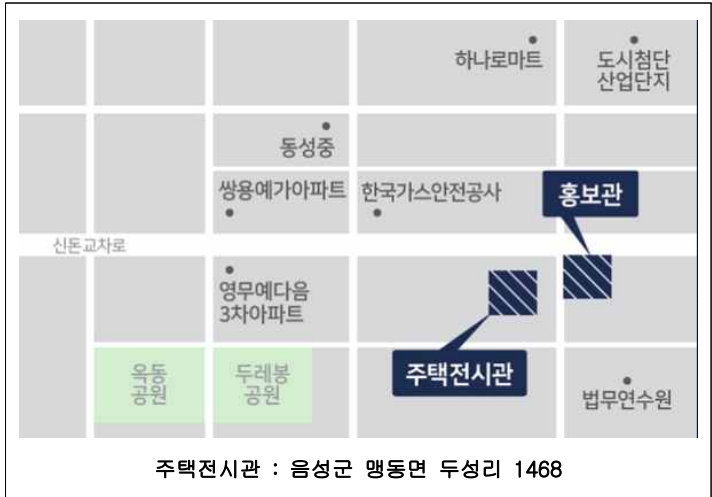 하나로마트
도시첨단
산업단지
동성중
쌍용예가아파트
한국가스안전공사
홍보관
신돈교차로
영무예다음
3차아파트
옥동
공원
두레봉
공원
주택전시관
법무연수원
주택전시관 : 음성군 맹동면 두성리 1468